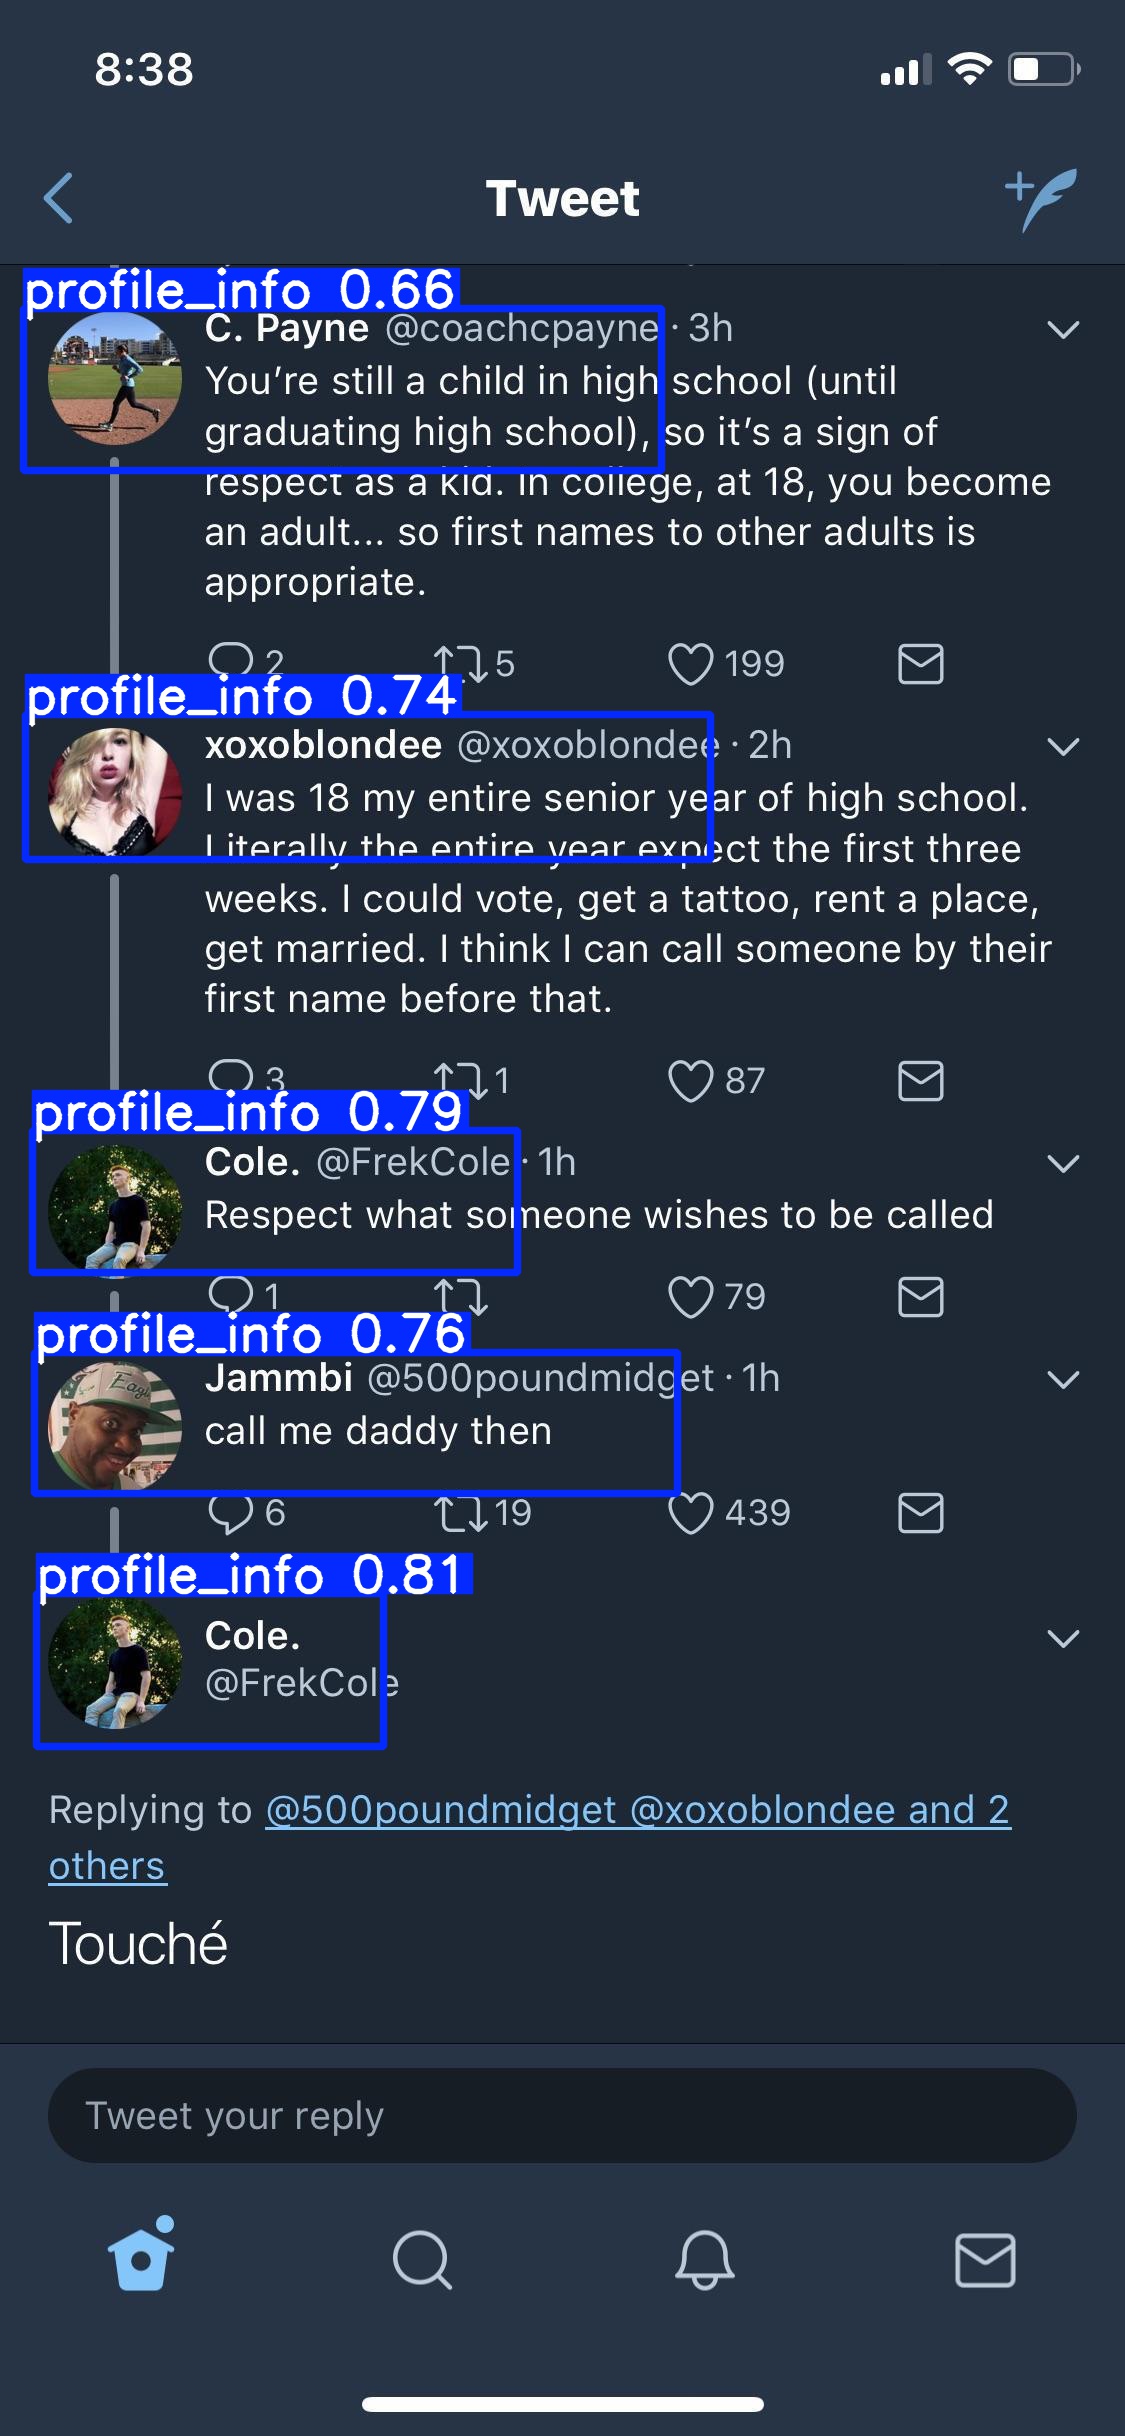 8:38
Tweet
profile_info 0.66
C. Payne @coachcpayne · 3h
You're still a child in high school (until
graduating high school), so it's a sign of
respect as a kid. In college, at 18, you become
an adult... so first names to other adults is
appropriate.
2 5 199
profile_info 0.74
xoxoblondee @xoxoblondee · 2h
I was 18 my entire senior year of high school.
Literally the entire year expect the first three
weeks. I could vote, get a tattoo, rent a place,
get married. I think I can call someone by their
first name before that.
3 1 87
profile_info 0.79
Cole. @FrekCole · 1h
Respect what someone wishes to be called
1 79
profile_info 0.76
Eagl
Jammbi @500poundmidget · 1h
call me daddy then
6 19 439
profile_info 0.81
Cole.
@FrekCole
Replying to @500poundmidget @xoxoblondee and 2
others
Touché
Tweet your reply